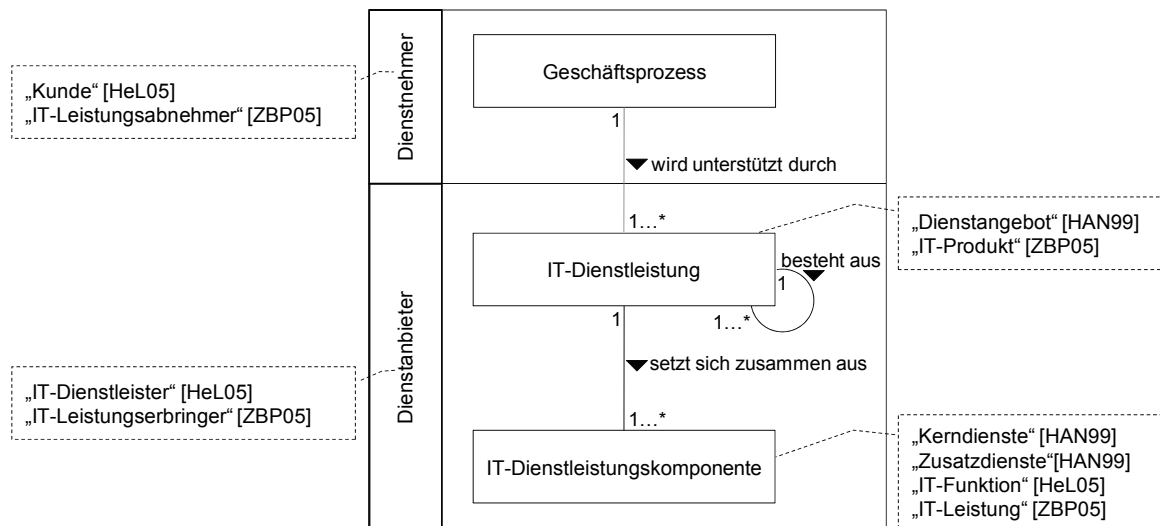 Dienstnehmer
Geschäftsprozess
„Kunde“ [HeL05]
„IT-Leistungsabnehmer“ [ZBP05]
1
wird unterstützt durch
Dienstanbieter
1…*
„Dienstangebot“ [HAN99]
„IT-Produkt“ [ZBP05]
IT-Dienstleistung
besteht aus
1
1…*
1
setzt sich zusammen aus
„IT-Dienstleister“ [HeL05]
„IT-Leistungserbringer“ [ZBP05]
1…*
IT-Dienstleistungskomponente
„Kerndienste“ [HAN99]
„Zusatzdienste“[HAN99]
„IT-Funktion“ [HeL05]
„IT-Leistung“ [ZBP05]